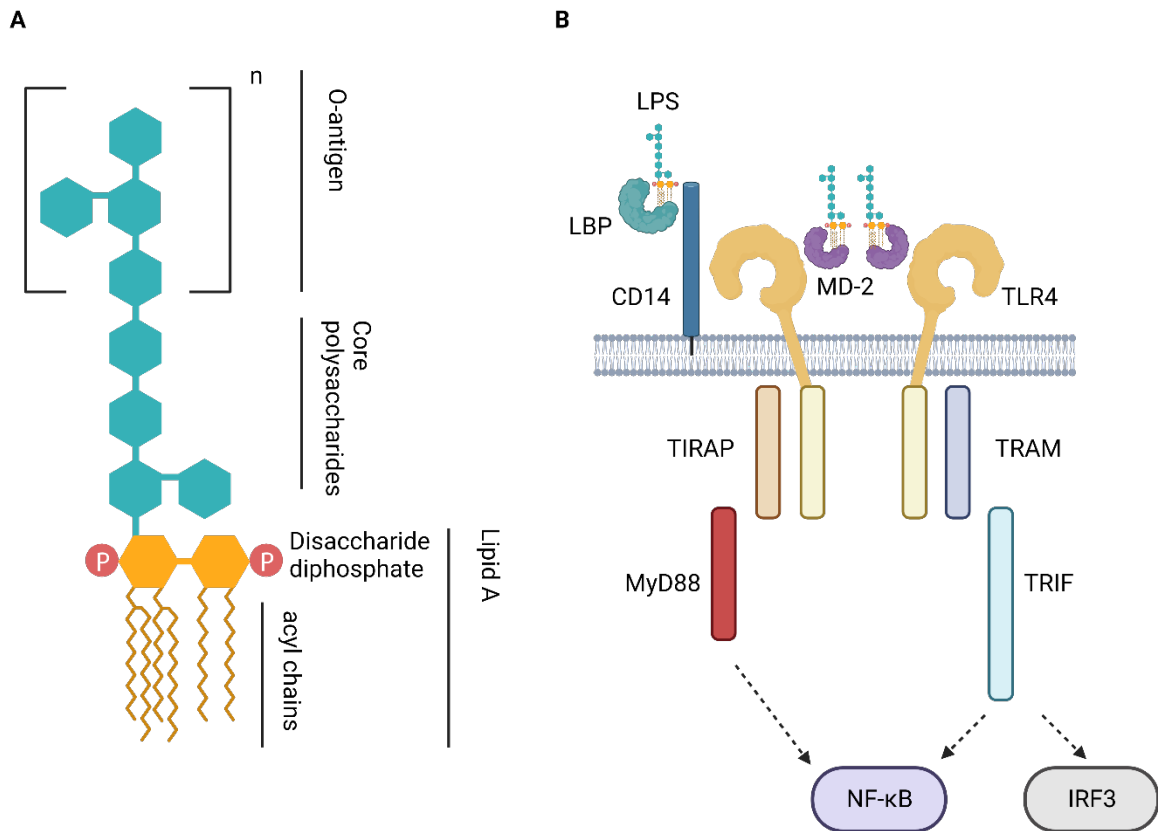 A
n
O-antigen
Core
polysaccharides
P
P
Disaccharide
diphosphate
Lipid A
acyl chains
B
LPS
LBP
CD14
MD-2
TLR4
TIRAP
TRAM
MyD88
TRIF
NF-κB
IRF3